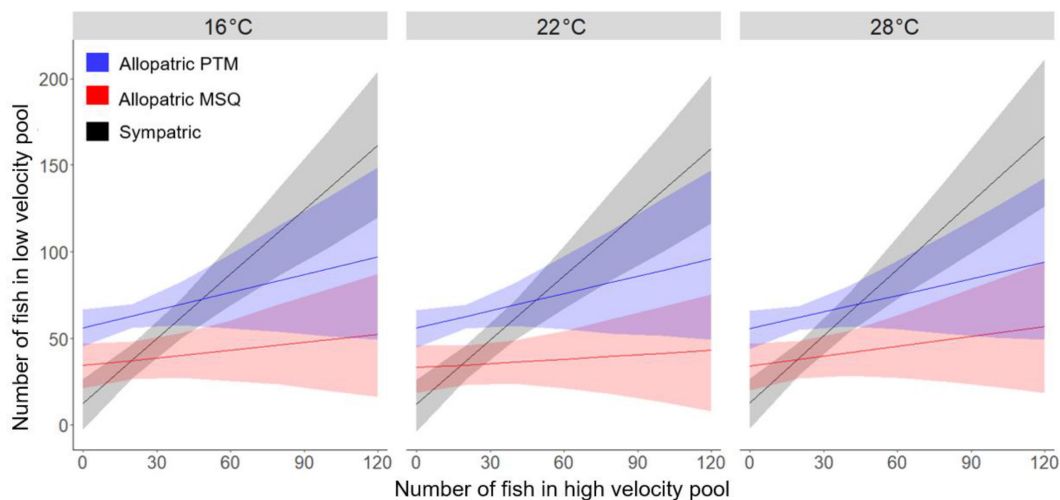 16°C 22°C 28°C
Allopatric PTM
Allopatric MSQ
Sympatric
Number of fish in low velocity pool
200
150
100
50
0
0 30 60 90 120 0 30 60 90 120 0 30 60 90 120
Number of fish in high velocity pool